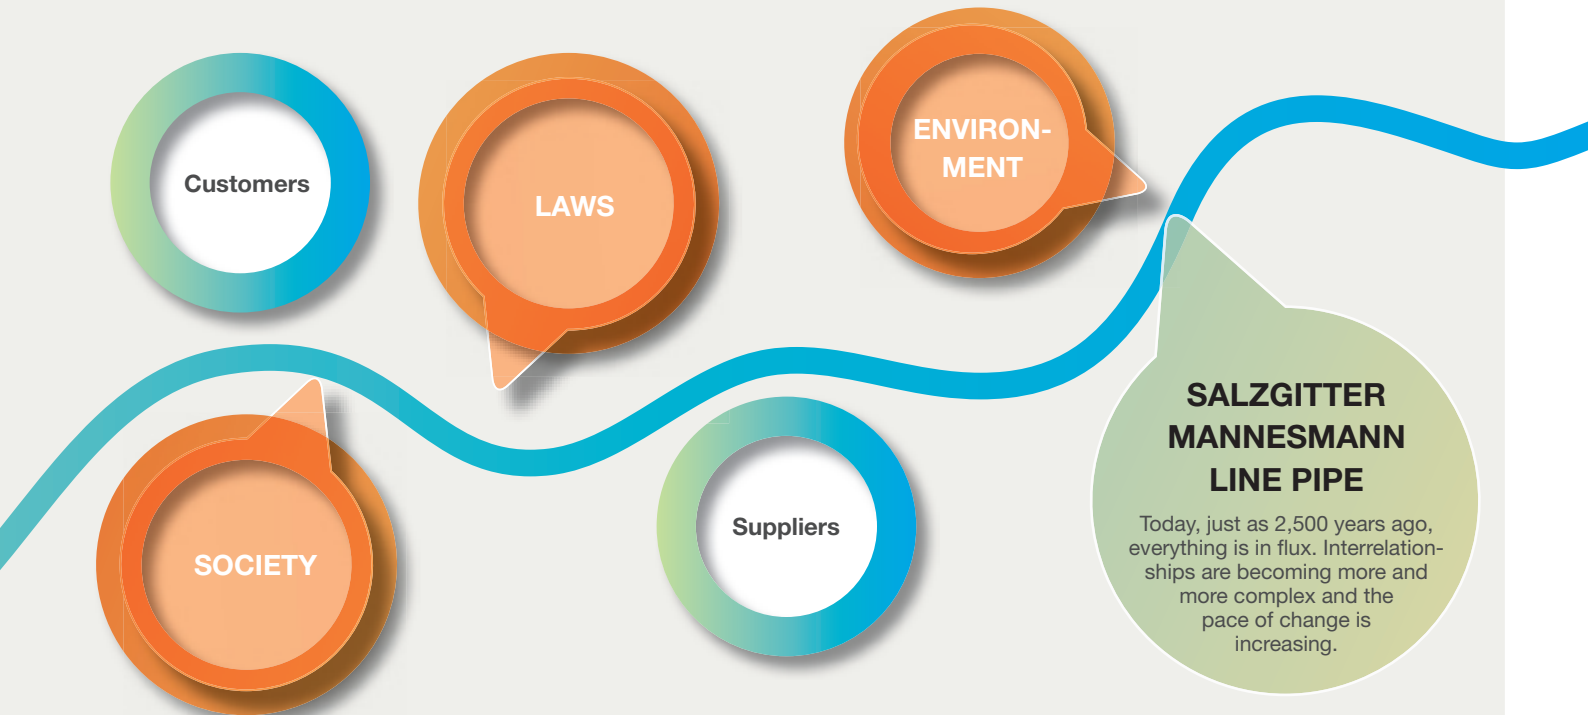 Customers
LAWS
ENVIRON-
MENT
SOCIETY
Suppliers
SALZGITTER
MANNESMANN
LINE PIPE
Today, just as 2,500 years ago,
everything is in flux. Interrelation-
ships are becoming more and
more complex and the
pace of change is
increasing.